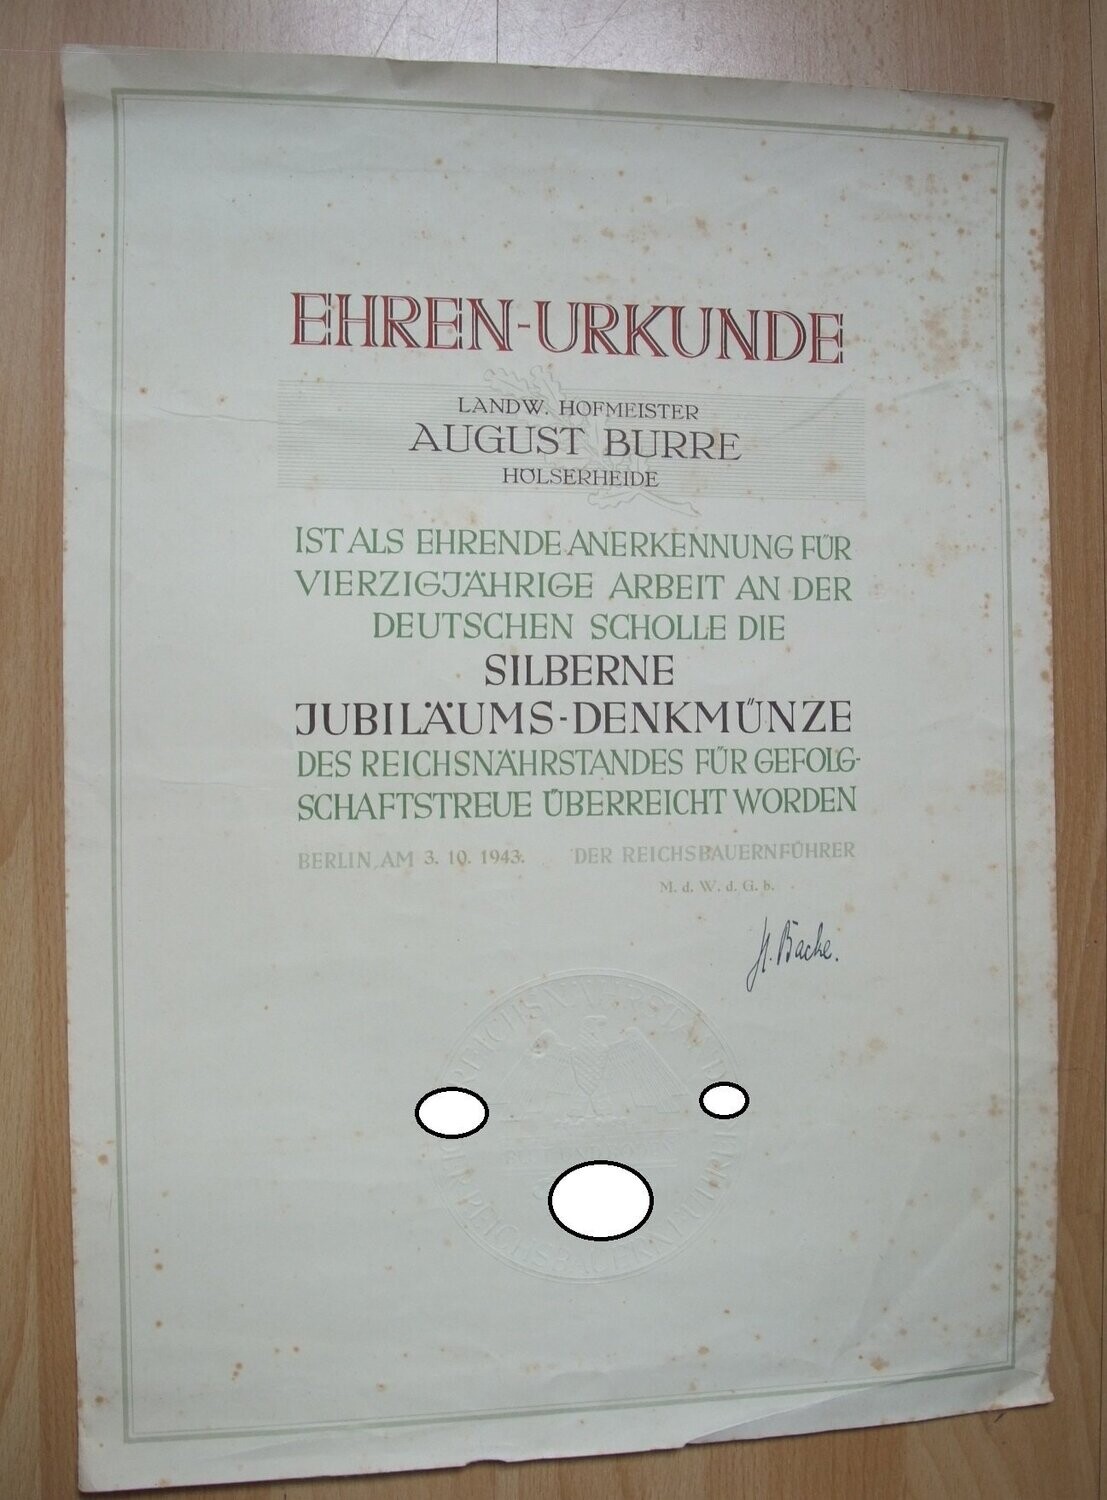 EHREN-URKUNDE
LANDW. HOFMEISTER
AUGUST BURRE
HÖLSERHEIDE
IST ALS EHRENDE ANERKENNUNG FÜR
VIERZIGJÄHRIGE ARBEIT AN DER
DEUTSCHEN SCHOLLE DIE
SILBERNE
JUBILÄUMS-DENKMÜNZE
DES REICHSNÄHRSTANDES FÜR GEFOLG-
SCHAFTSTREUE ÜBERREICHT WORDEN
BERLIN, AM 3. 10. 1943. DER REICHSBAUERNFÜHRER
M. d. W. d. G. b.
H. Backe.